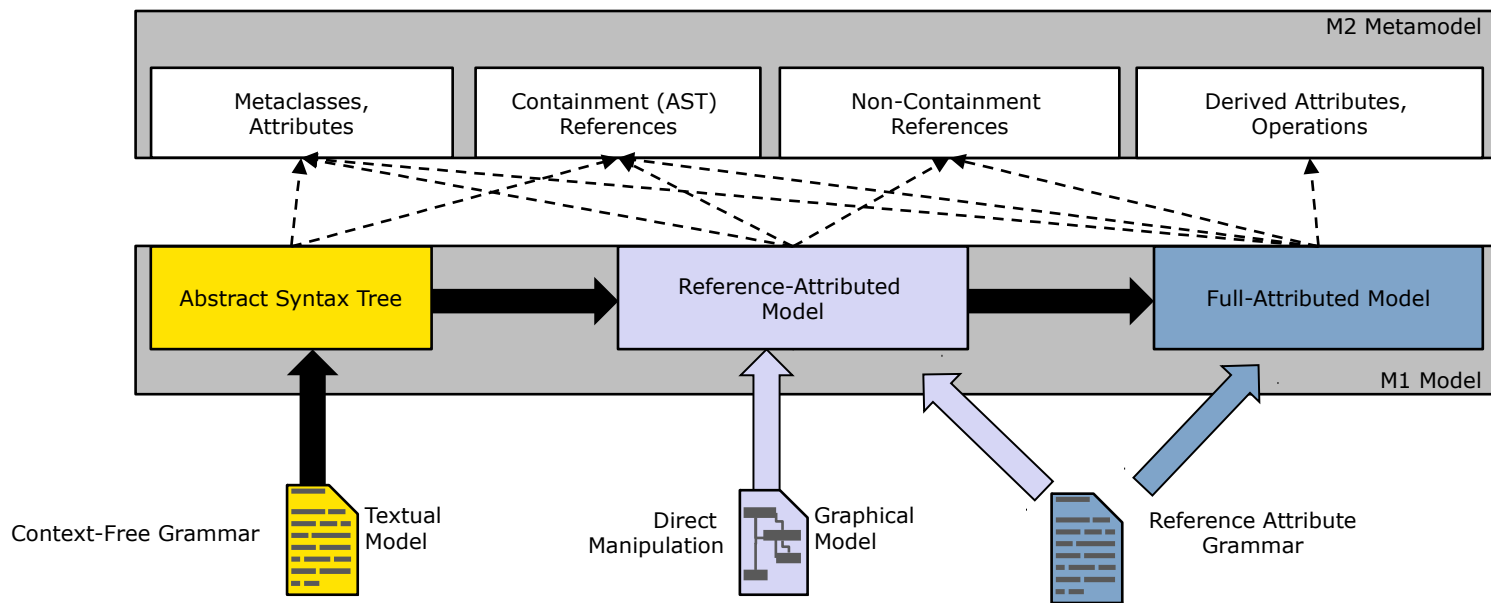 M2 Metamodel
Metaclasses,
Attributes
Containment (AST)
References
Non-Containment
References
Derived Attributes,
Operations
Abstract Syntax Tree
Reference-Attributed
Model
Full-Attributed Model
M1 Model
Context-Free Grammar
Textual
Model
Direct
Manipulation
Graphical
Model
Reference Attribute
Grammar